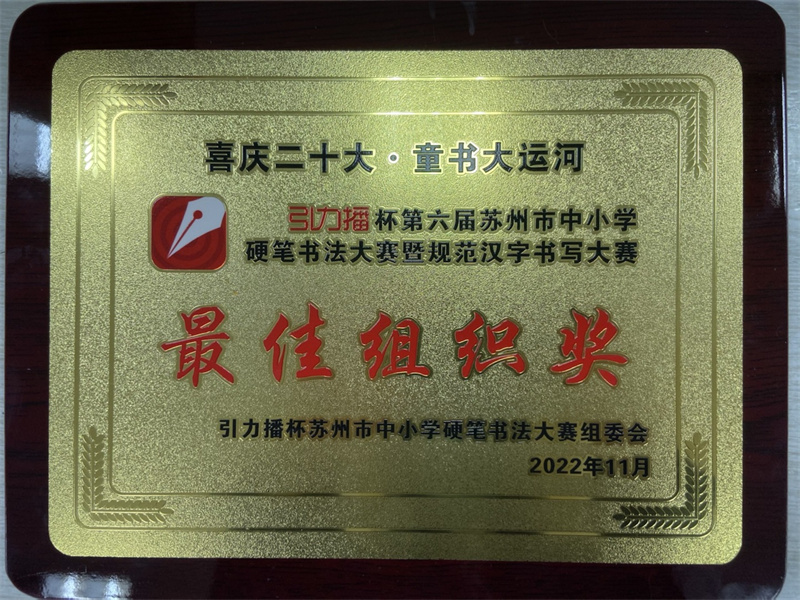 喜庆二十大·童书大运河
引力播杯第六届苏州市中小学
硬笔书法大赛暨规范汉字书写大赛
最佳组织奖
引力播杯苏州市中小学硬笔书法大赛组委会
2022年11月